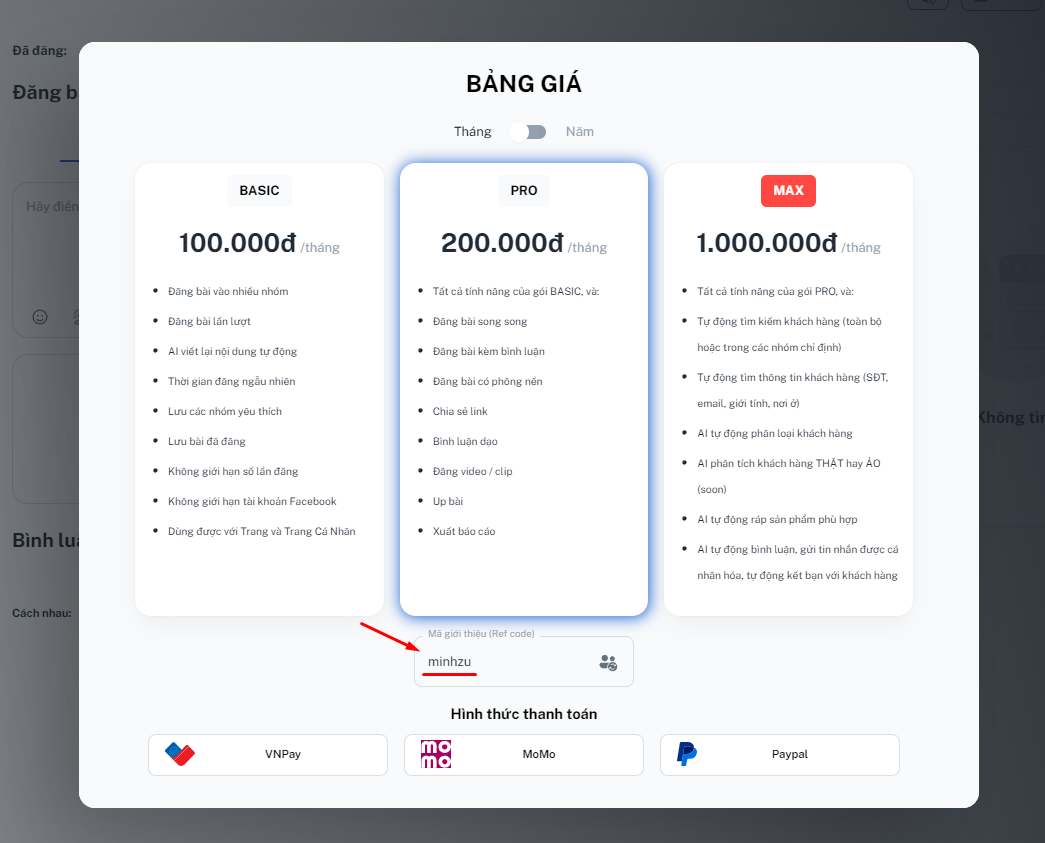 Đã đăng:
Đăng b
Hãy điền
Bình luậ
Cách nhau:
Không tìn
BẢNG GIÁ
Tháng
Năm
BASIC
100.000đ /tháng
Đăng bài vào nhiều nhóm
Đăng bài lần lượt
AI viết lại nội dung tự động
Thời gian đăng ngẫu nhiên
Lưu các nhóm yêu thích
Lưu bài đã đăng
Không giới hạn số lần đăng
Không giới hạn tài khoản Facebook
Dùng được với Trang và Trang Cá Nhân
PRO
200.000đ /tháng
Tất cả tính năng của gói BASIC, và:
Đăng bài song song
Đăng bài kèm bình luận
Đăng bài có phông nền
Chia sẻ link
Bình luận dạo
Đăng video / clip
Up bài
Xuất báo cáo
MAX
1.000.000đ /tháng
Tất cả tính năng của gói PRO, và:
Tự động tìm kiếm khách hàng (toàn bộ
hoặc trong các nhóm chỉ định)
Tự động tìm thông tin khách hàng (SĐT,
email, giới tính, nơi ở)
AI tự động phân loại khách hàng
AI phân tích khách hàng THẬT hay ẢO
(soon)
AI tự động ráp sản phẩm phù hợp
AI tự động bình luận, gửi tin nhắn được cá
nhân hóa, tự động kết bạn với khách hàng
Mã giới thiệu (Ref code)
minhzu
Hình thức thanh toán
VNPay
mo
mo
MoMo
Paypal